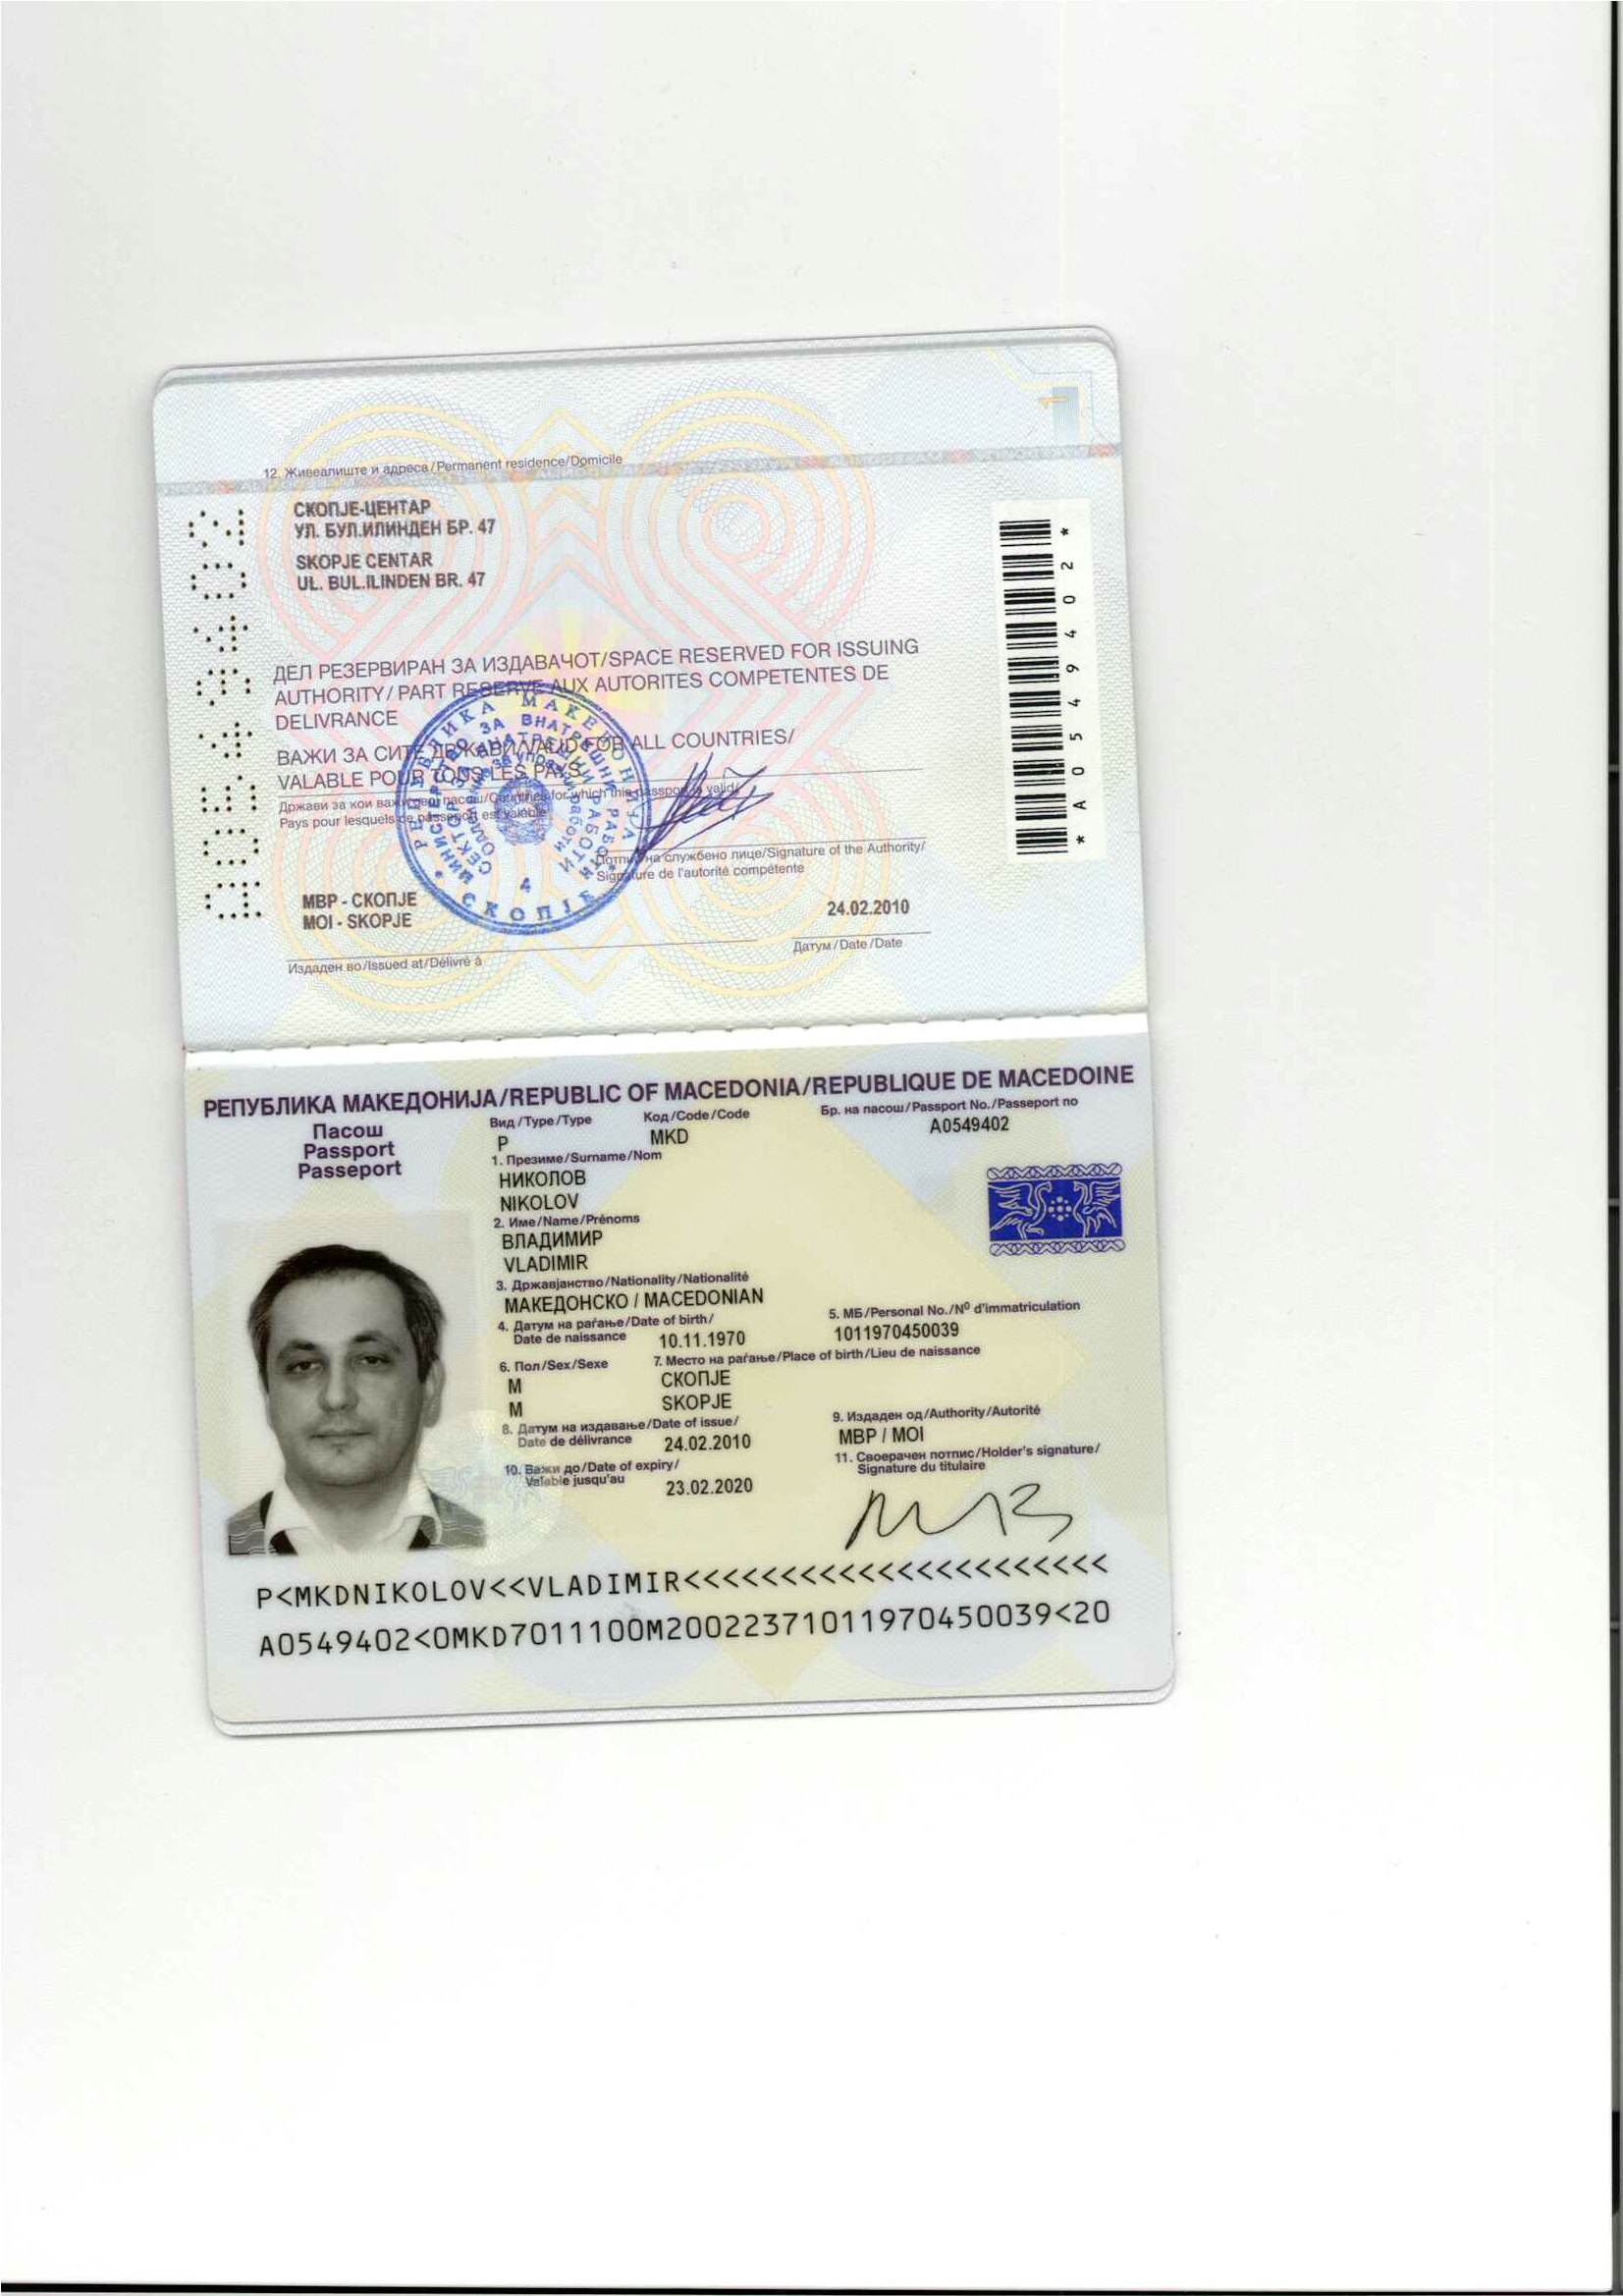 12. Живеалиште и адреса/Permanent residence/Domicile
СКОПЈЕ-ЦЕНТАР
УЛ. БУЛ.ИЛИНДЕН БР. 47
SKOPJE CENTAR
UL. BUL.ILINDEN BR. 47
ДЕЛ РЕЗЕРВИРАН ЗА ИЗДАВАЧОТ/SPACE RESERVED FOR ISSUING
AUTHORITY/ PART RESERVE AUX AUTORITES COMPETENTES DE
DELIVRANCE
ВАЖИ ЗА СИТЕ ДРЖАВИ/VALID FOR ALL COUNTRIES/
VALABLE POUR TOUS LES PAYS
Држави за кои важи овој пасош/Countries for which this passport is valid/
Pays pour lesquels ce passeport est valable
РЕПУБЛИКА МАКЕДОНИЈА
МИНИСТЕРСТВО ЗА ВНАТРЕШНИ РАБОТИ
СЕКТОР ЗА ВНАТРЕШНИ РАБОТИ
СКОПЈЕ
4
Потпис на службено лице/Signature of the Authority/
Signature de l'autorité compétente
МВР - СКОПЈЕ
MOI - SKOPJE
24.02.2010
Издаден во/Issued at/Délivré à
Датум/Date/Date
*A0549402*
1
A0549402
РЕПУБЛИКА МАКЕДОНИЈА/REPUBLIC OF MACEDONIA/REPUBLIQUE DE MACEDOINE
Пасош
Passport
Passeport
Вид/Type/Type
Код/Code/Code
Бр. на пасош/Passport No./Passeport no
P
MKD
A0549402
1. Презиме/Surname/Nom
НИКОЛОВ
NIKOLOV
2. Име/Name/Prénoms
ВЛАДИМИР
VLADIMIR
3. Државјанство/Nationality/Nationalité
МАКЕДОНСКО / MACEDONIAN
4. Датум на раѓање/Date of birth/
Date de naissance
10.11.1970
5. МБ/Personal No./Nº d'immatriculation
1011970450039
6. Пол/Sex/Sexe
М
M
7. Место на раѓање/Place of birth/Lieu de naissance
СКОПЈЕ
SKOPJE
8. Датум на издавање/Date of issue/
Date de délivrance
24.02.2010
9. Издаден од/Authority/Autorité
МВР / MOI
10. Важи до/Date of expiry/
Valable jusqu'au
23.02.2020
11. Своерачен потпис/Holder's signature/
Signature du titulaire
P<MKDNIKOLOV<<VLADIMIR<<<<<<<<<<<<<<<<<<<<<<
A0549402<0MKD7011100M20022371011970450039<20